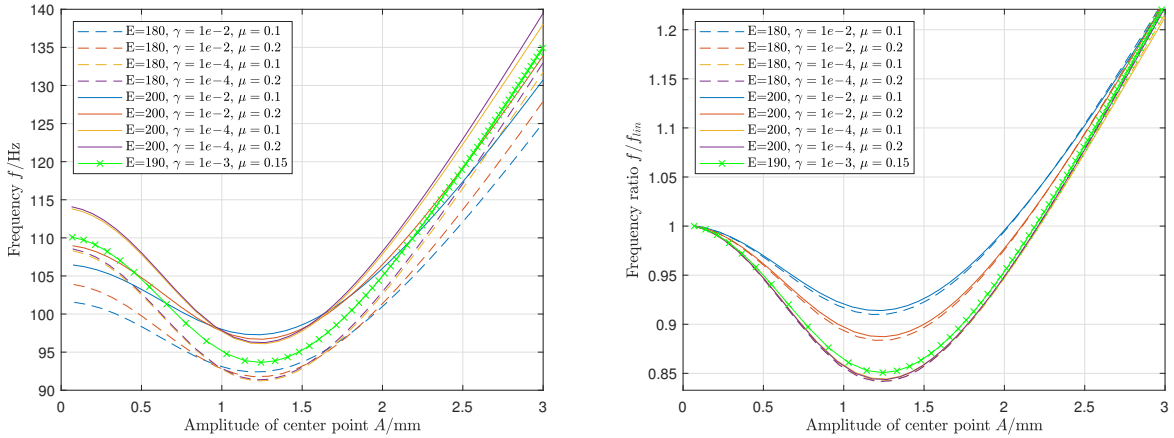 140
135
130
125
120
115
110
105
100
95
90
Frequency f/Hz
E=180, γ = 1e−2, μ = 0.1
E=180, γ = 1e−2, μ = 0.2
E=180, γ = 1e−4, μ = 0.1
E=180, γ = 1e−4, μ = 0.2
E=200, γ = 1e−2, μ = 0.1
E=200, γ = 1e−2, μ = 0.2
E=200, γ = 1e−4, μ = 0.1
E=200, γ = 1e−4, μ = 0.2
E=190, γ = 1e−3, μ = 0.15
0 0.5 1 1.5 2 2.5 3
Amplitude of center point A/mm
1.2
1.15
1.1
1.05
1
0.95
0.9
0.85
Frequency ratio f/f_lin
E=180, γ = 1e−2, μ = 0.1
E=180, γ = 1e−2, μ = 0.2
E=180, γ = 1e−4, μ = 0.1
E=180, γ = 1e−4, μ = 0.2
E=200, γ = 1e−2, μ = 0.1
E=200, γ = 1e−2, μ = 0.2
E=200, γ = 1e−4, μ = 0.1
E=200, γ = 1e−4, μ = 0.2
E=190, γ = 1e−3, μ = 0.15
0 0.5 1 1.5 2 2.5 3
Amplitude of center point A/mm